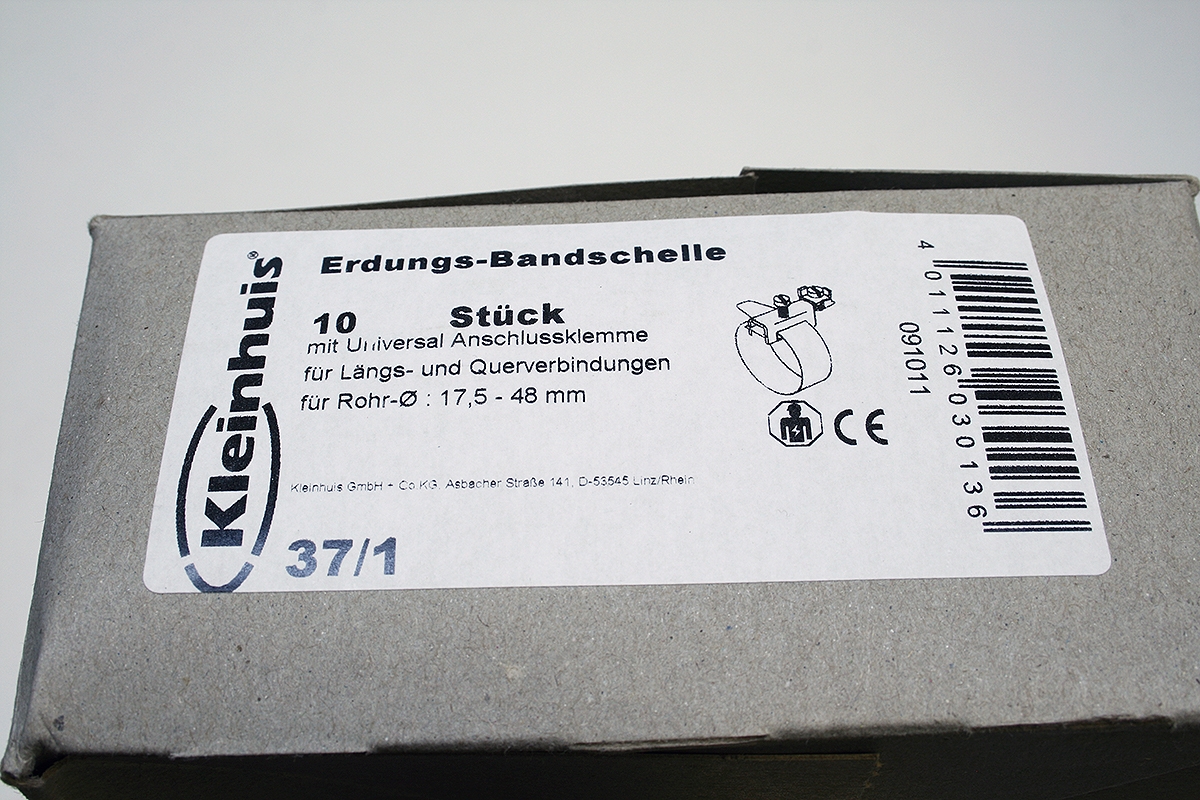 Kleinhuis®
Erdungs-Bandschelle
10 Stück
mit Universal Anschlussklemme
für Längs- und Querverbindungen
für Rohr-Ø : 17,5 - 48 mm
Kleinhuis GmbH + Co.KG. Asbacher Straße 141, D-53545 Linz/Rhein
37/1
CE
091011
4 011126 030136